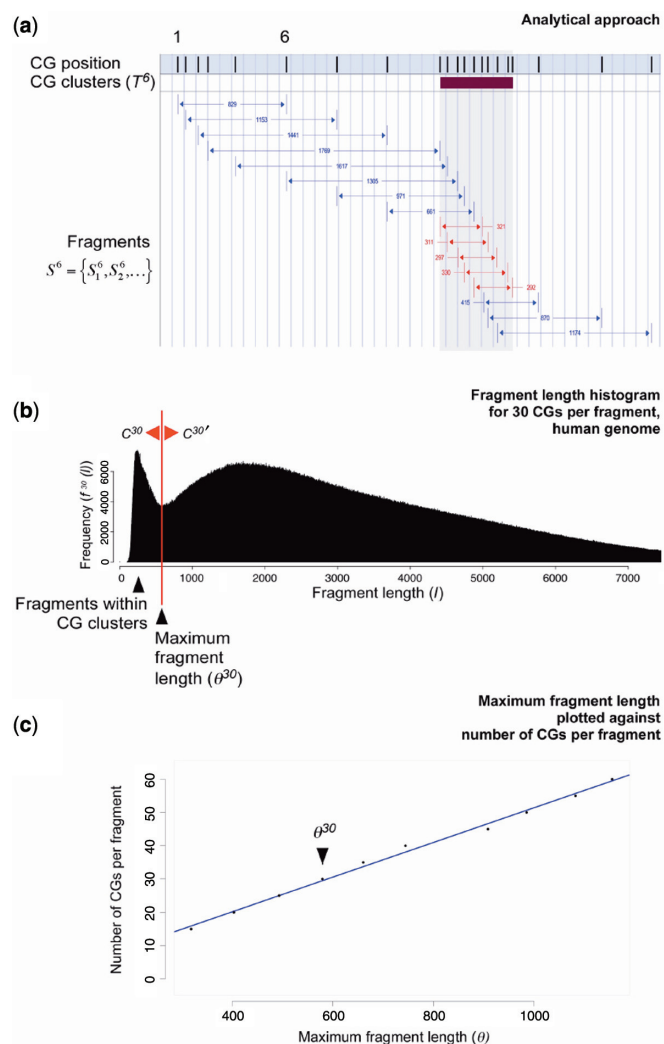 (a)
Analytical approach
1 6
CG position
CG clusters (T⁶)
829
1153
1441
1769
1617
1305
971
661
321
311
297
330
292
415
870
1174
Fragments
S⁶ = {S₁⁶, S₂⁶, …}
(b)
Fragment length histogram
for 30 CGs per fragment,
human genome
C³⁰ C³⁰′
Frequency (f ³⁰ (l))
0 2000 4000 6000
0 1000 2000 3000 4000 5000 6000 7000
Fragment length (l)
Fragments within
CG clusters
Maximum
fragment
length (θ³⁰)
(c)
Maximum fragment length
plotted against
number of CGs per fragment
Number of CGs per fragment
0 10 20 30 40 50 60
θ³⁰
400 600 800 1000
Maximum fragment length (θ)